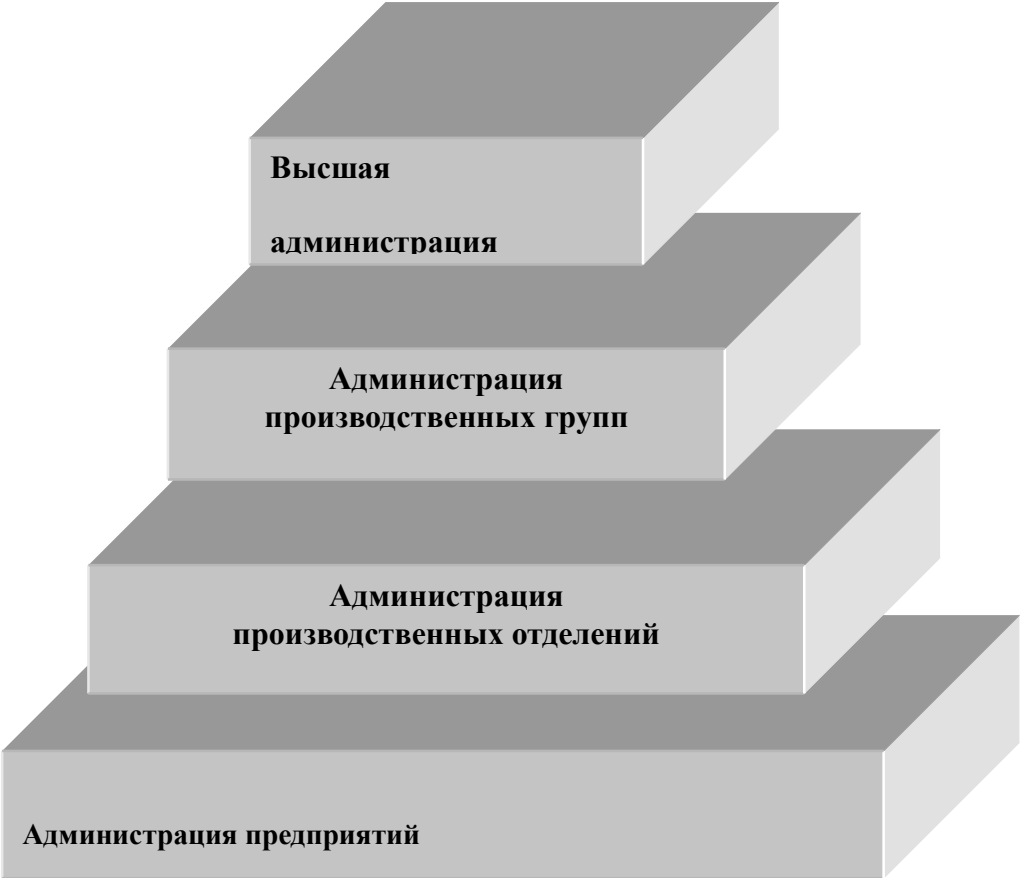 Высшая
администрация
Администрация
производственных групп
Администрация
производственных отделений
Администрация предприятий